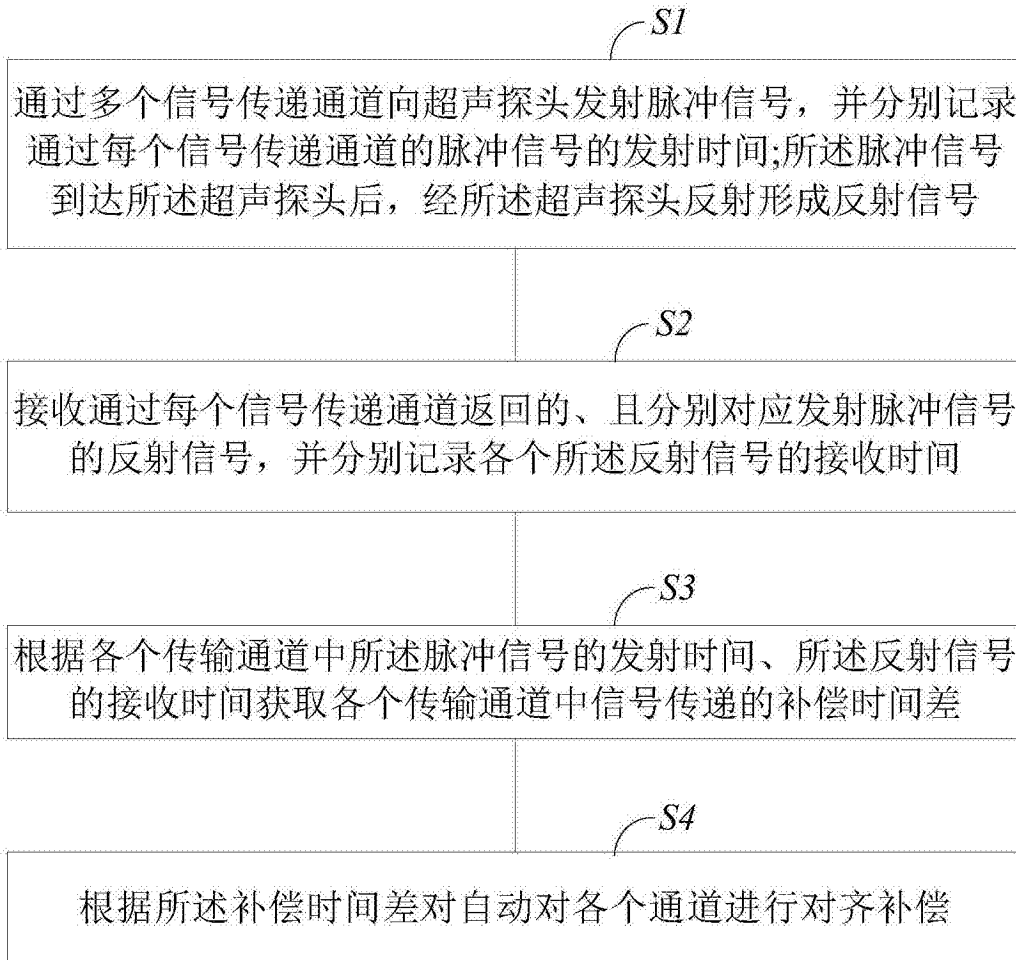 S1
通过多个信号传递通道向超声探头发射脉冲信号，并分别记录
通过每个信号传递通道的脉冲信号的发射时间;所述脉冲信号
到达所述超声探头后，经所述超声探头反射形成反射信号
S2
接收通过每个信号传递通道返回的、且分别对应发射脉冲信号
的反射信号，并分别记录各个所述反射信号的接收时间
S3
根据各个传输通道中所述脉冲信号的发射时间、所述反射信号
的接收时间获取各个传输通道中信号传递的补偿时间差
S4
根据所述补偿时间差对自动对各个通道进行对齐补偿